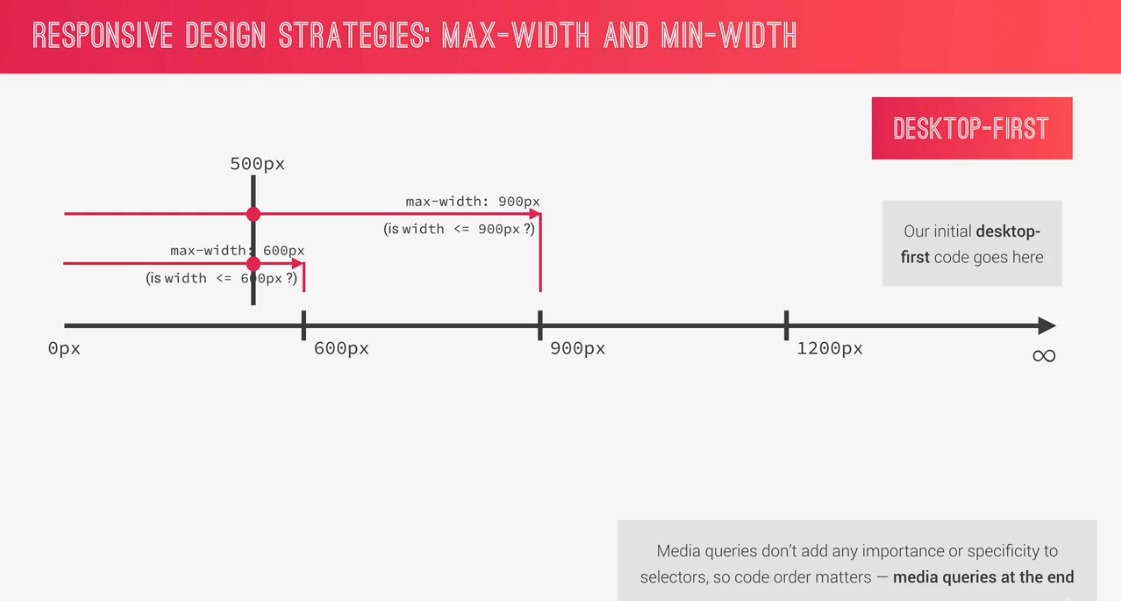 RESPONSIVE DESIGN STRATEGIES: MAX-WIDTH AND MIN-WIDTH
DESKTOP-FIRST
500px
max-width: 900px
(is width <= 900px ?)
max-width: 600px
(is width <= 600px ?)
Our initial desktop-
first code goes here
0px
600px
900px
1200px
∞
Media queries don’t add any importance or specificity to
selectors, so code order matters — media queries at the end